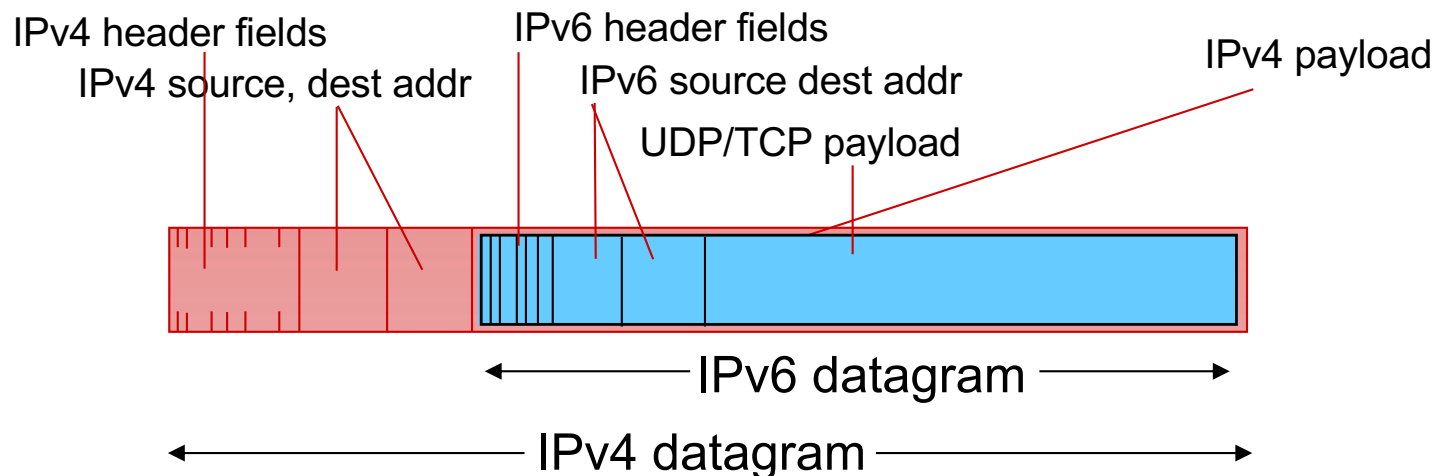 IPv4 header fields
IPv6 header fields
IPv4 payload
IPv4 source, dest addr
IPv6 source dest addr
UDP/TCP payload
IPv6 datagram
IPv4 datagram